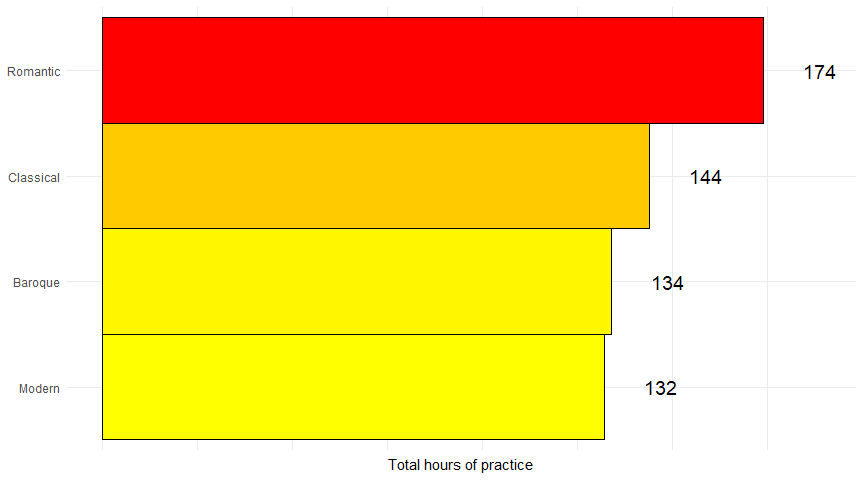 Romantic 174
Classical 144
Baroque 134
Modern 132
Total hours of practice